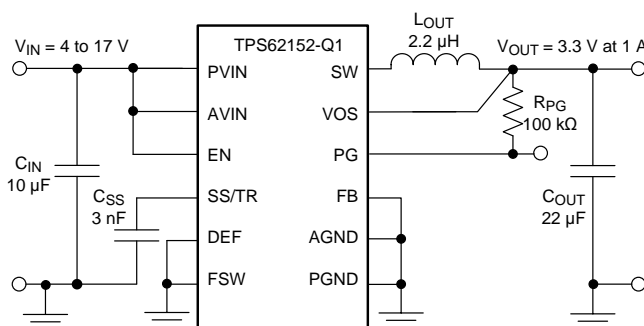 TPS62152-Q1
V_IN = 4 to 17 V
L_OUT
2.2 µH
V_OUT = 3.3 V at 1 A
PVIN
SW
AVIN
VOS
R_PG
100 kΩ
EN
PG
C_IN
10 µF
C_SS
3 nF
SS/TR
FB
C_OUT
22 µF
DEF
AGND
FSW
PGND